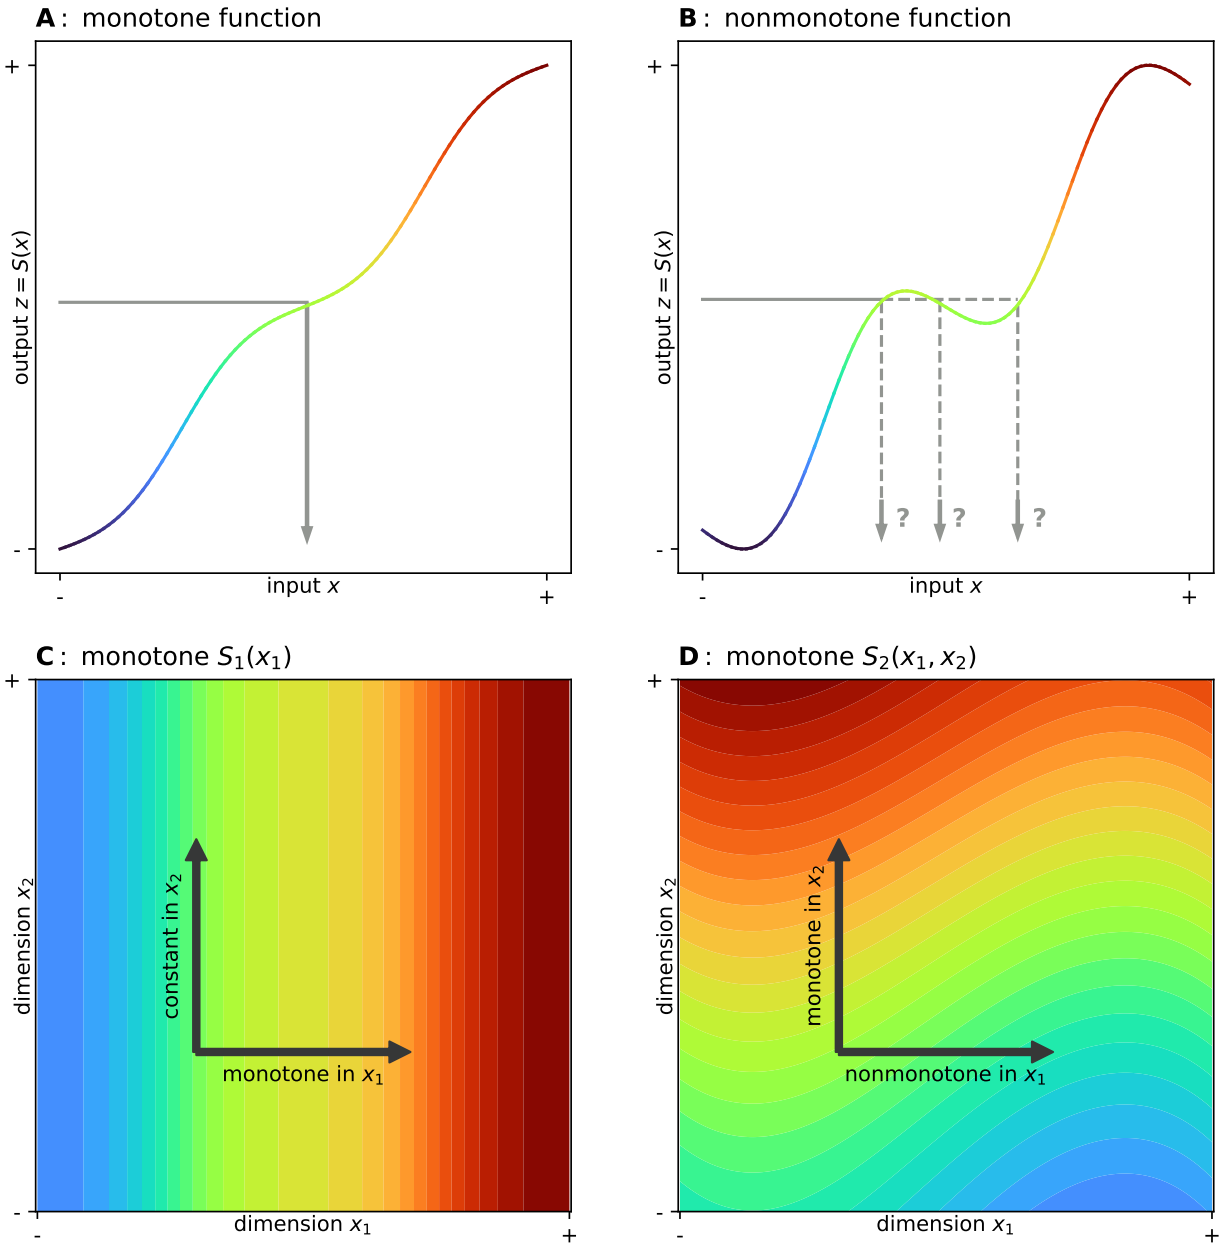 A: monotone function
B: nonmonotone function
+
output z = S(x)
-
-
input x
+
+
output z = S(x)
-
? ? ?
-
input x
+
C: monotone S₁(x₁)
D: monotone S₂(x₁, x₂)
+
dimension x₂
constant in x₂
monotone in x₁
-
-
dimension x₁
+
+
dimension x₂
monotone in x₂
nonmonotone in x₁
-
-
dimension x₁
+